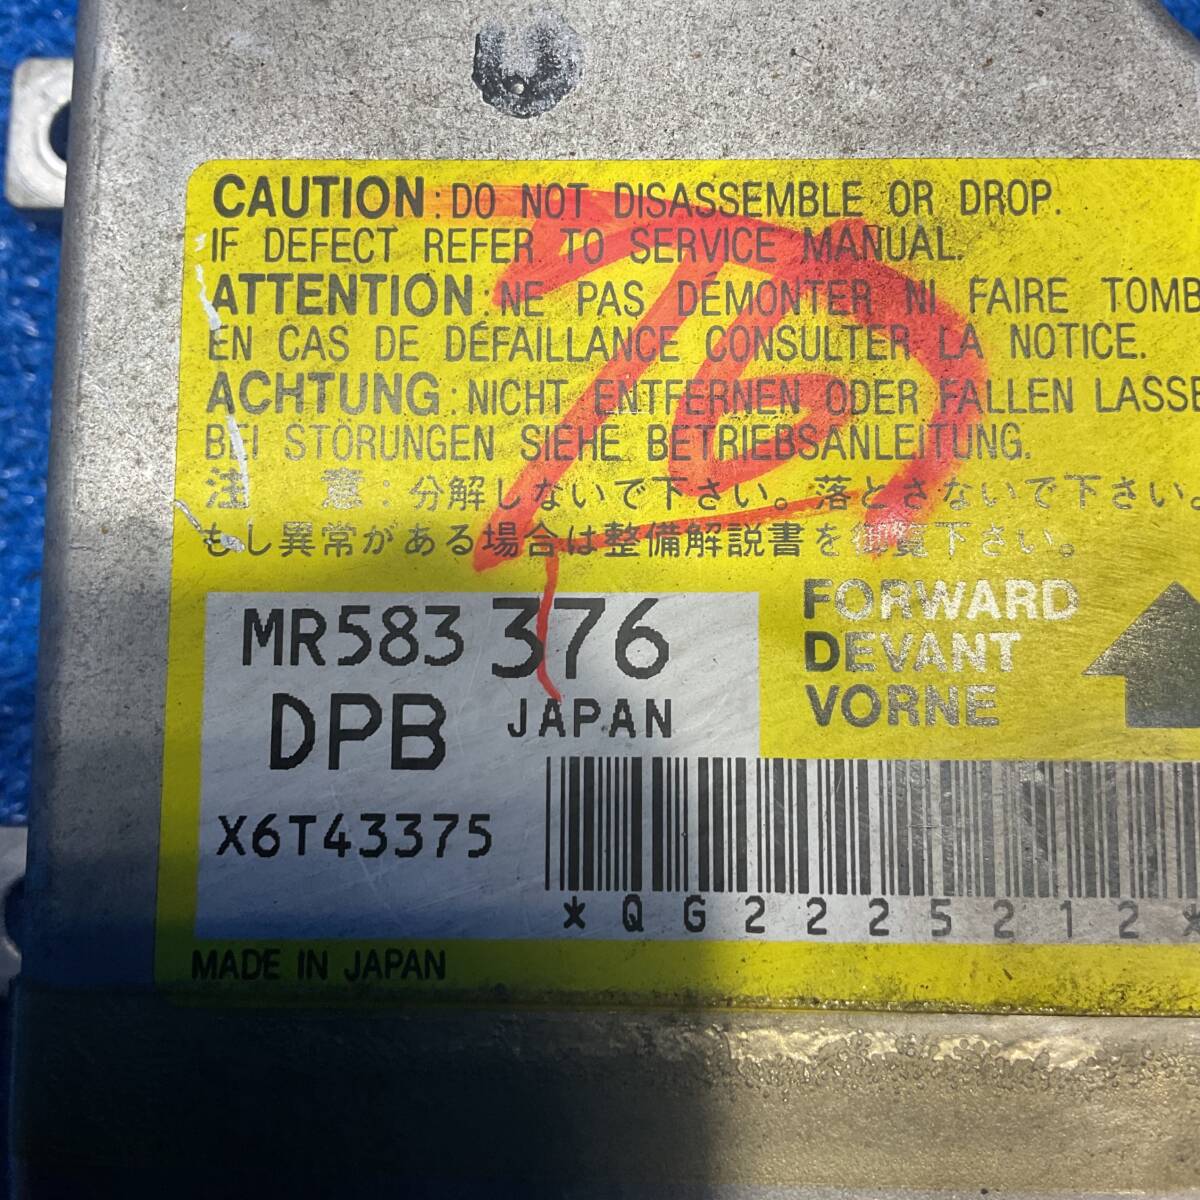 CAUTION:DO NOT DISASSEMBLE OR DROP.
IF DEFECT REFER TO SERVICE MANUAL.
ATTENTION:NE PAS DÉMONTER NI FAIRE TOMB
EN CAS DE DÉFAILLANCE CONSULTER LA NOTICE.
ACHTUNG:NICHT ENTFERNEN ODER FALLEN LASSE
BEI STÖRUNGEN SIEHE BETRIEBSANLEITUNG.
注 意:分解しないで下さい。落とさないで下さい。
もし異常がある場合は整備解説書を御覧下さい。
MR583376
DPB JAPAN
X6T43375
FORWARD
DEVANT
VORNE
*QG2225212*
MADE IN JAPAN